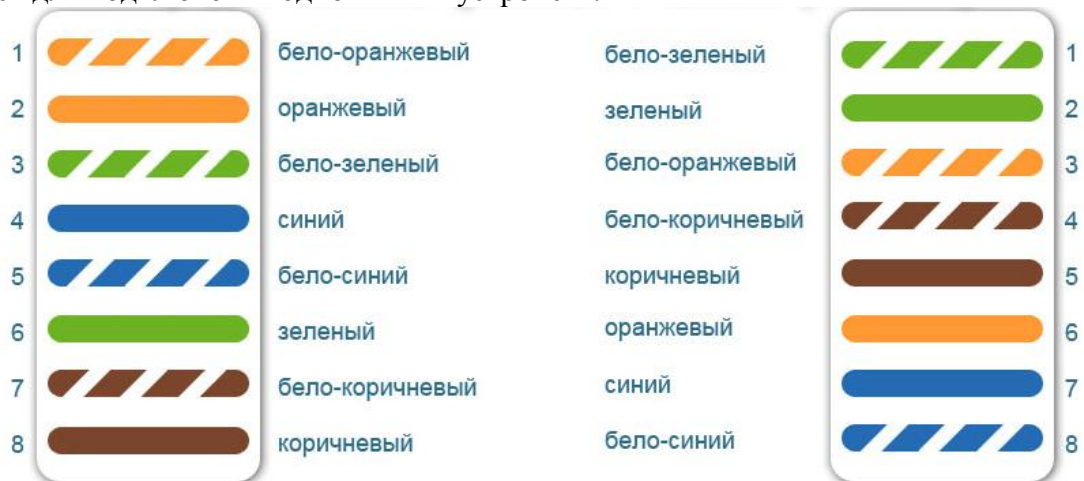 1 бело-оранжевый бело-зеленый 1
2 оранжевый зеленый 2
3 бело-зеленый бело-оранжевый 3
4 синий бело-коричневый 4
5 бело-синий коричневый 5
6 зеленый оранжевый 6
7 бело-коричневый синий 7
8 коричневый бело-синий 8